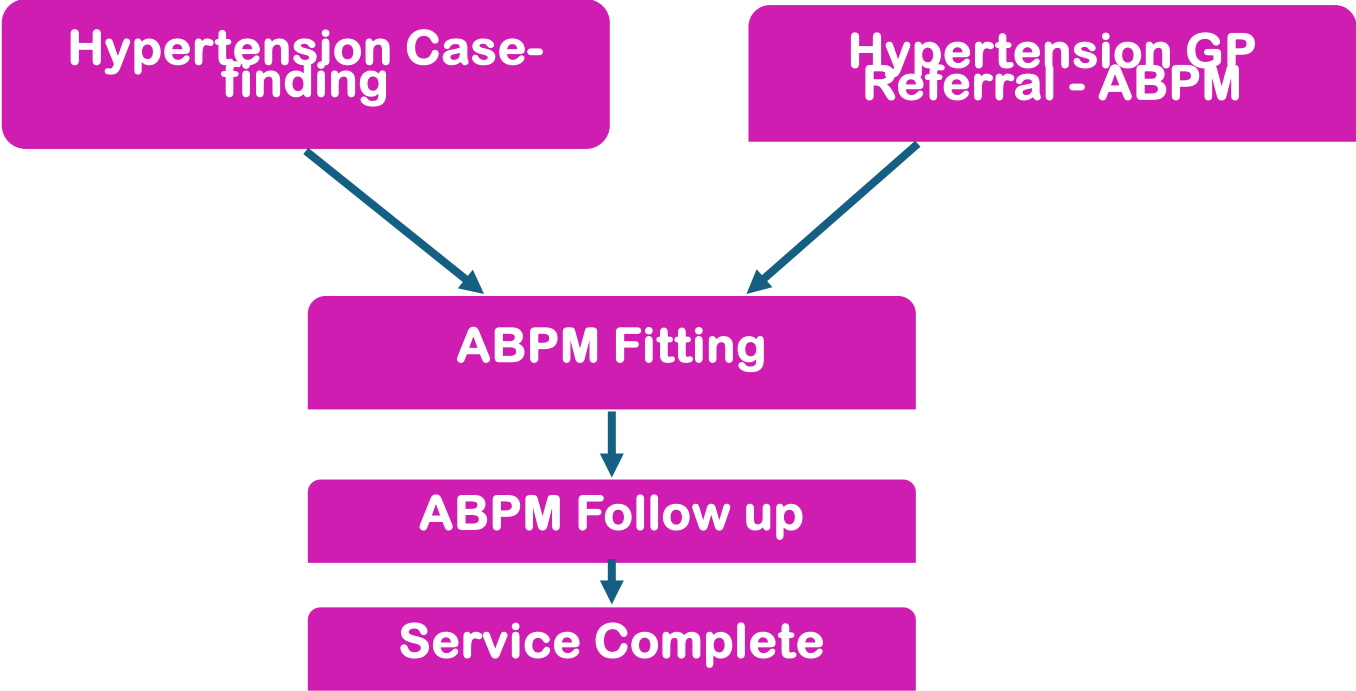 Hypertension Case-
finding
Hypertension GP
Referral - ABPM
ABPM Fitting
ABPM Follow up
Service Complete